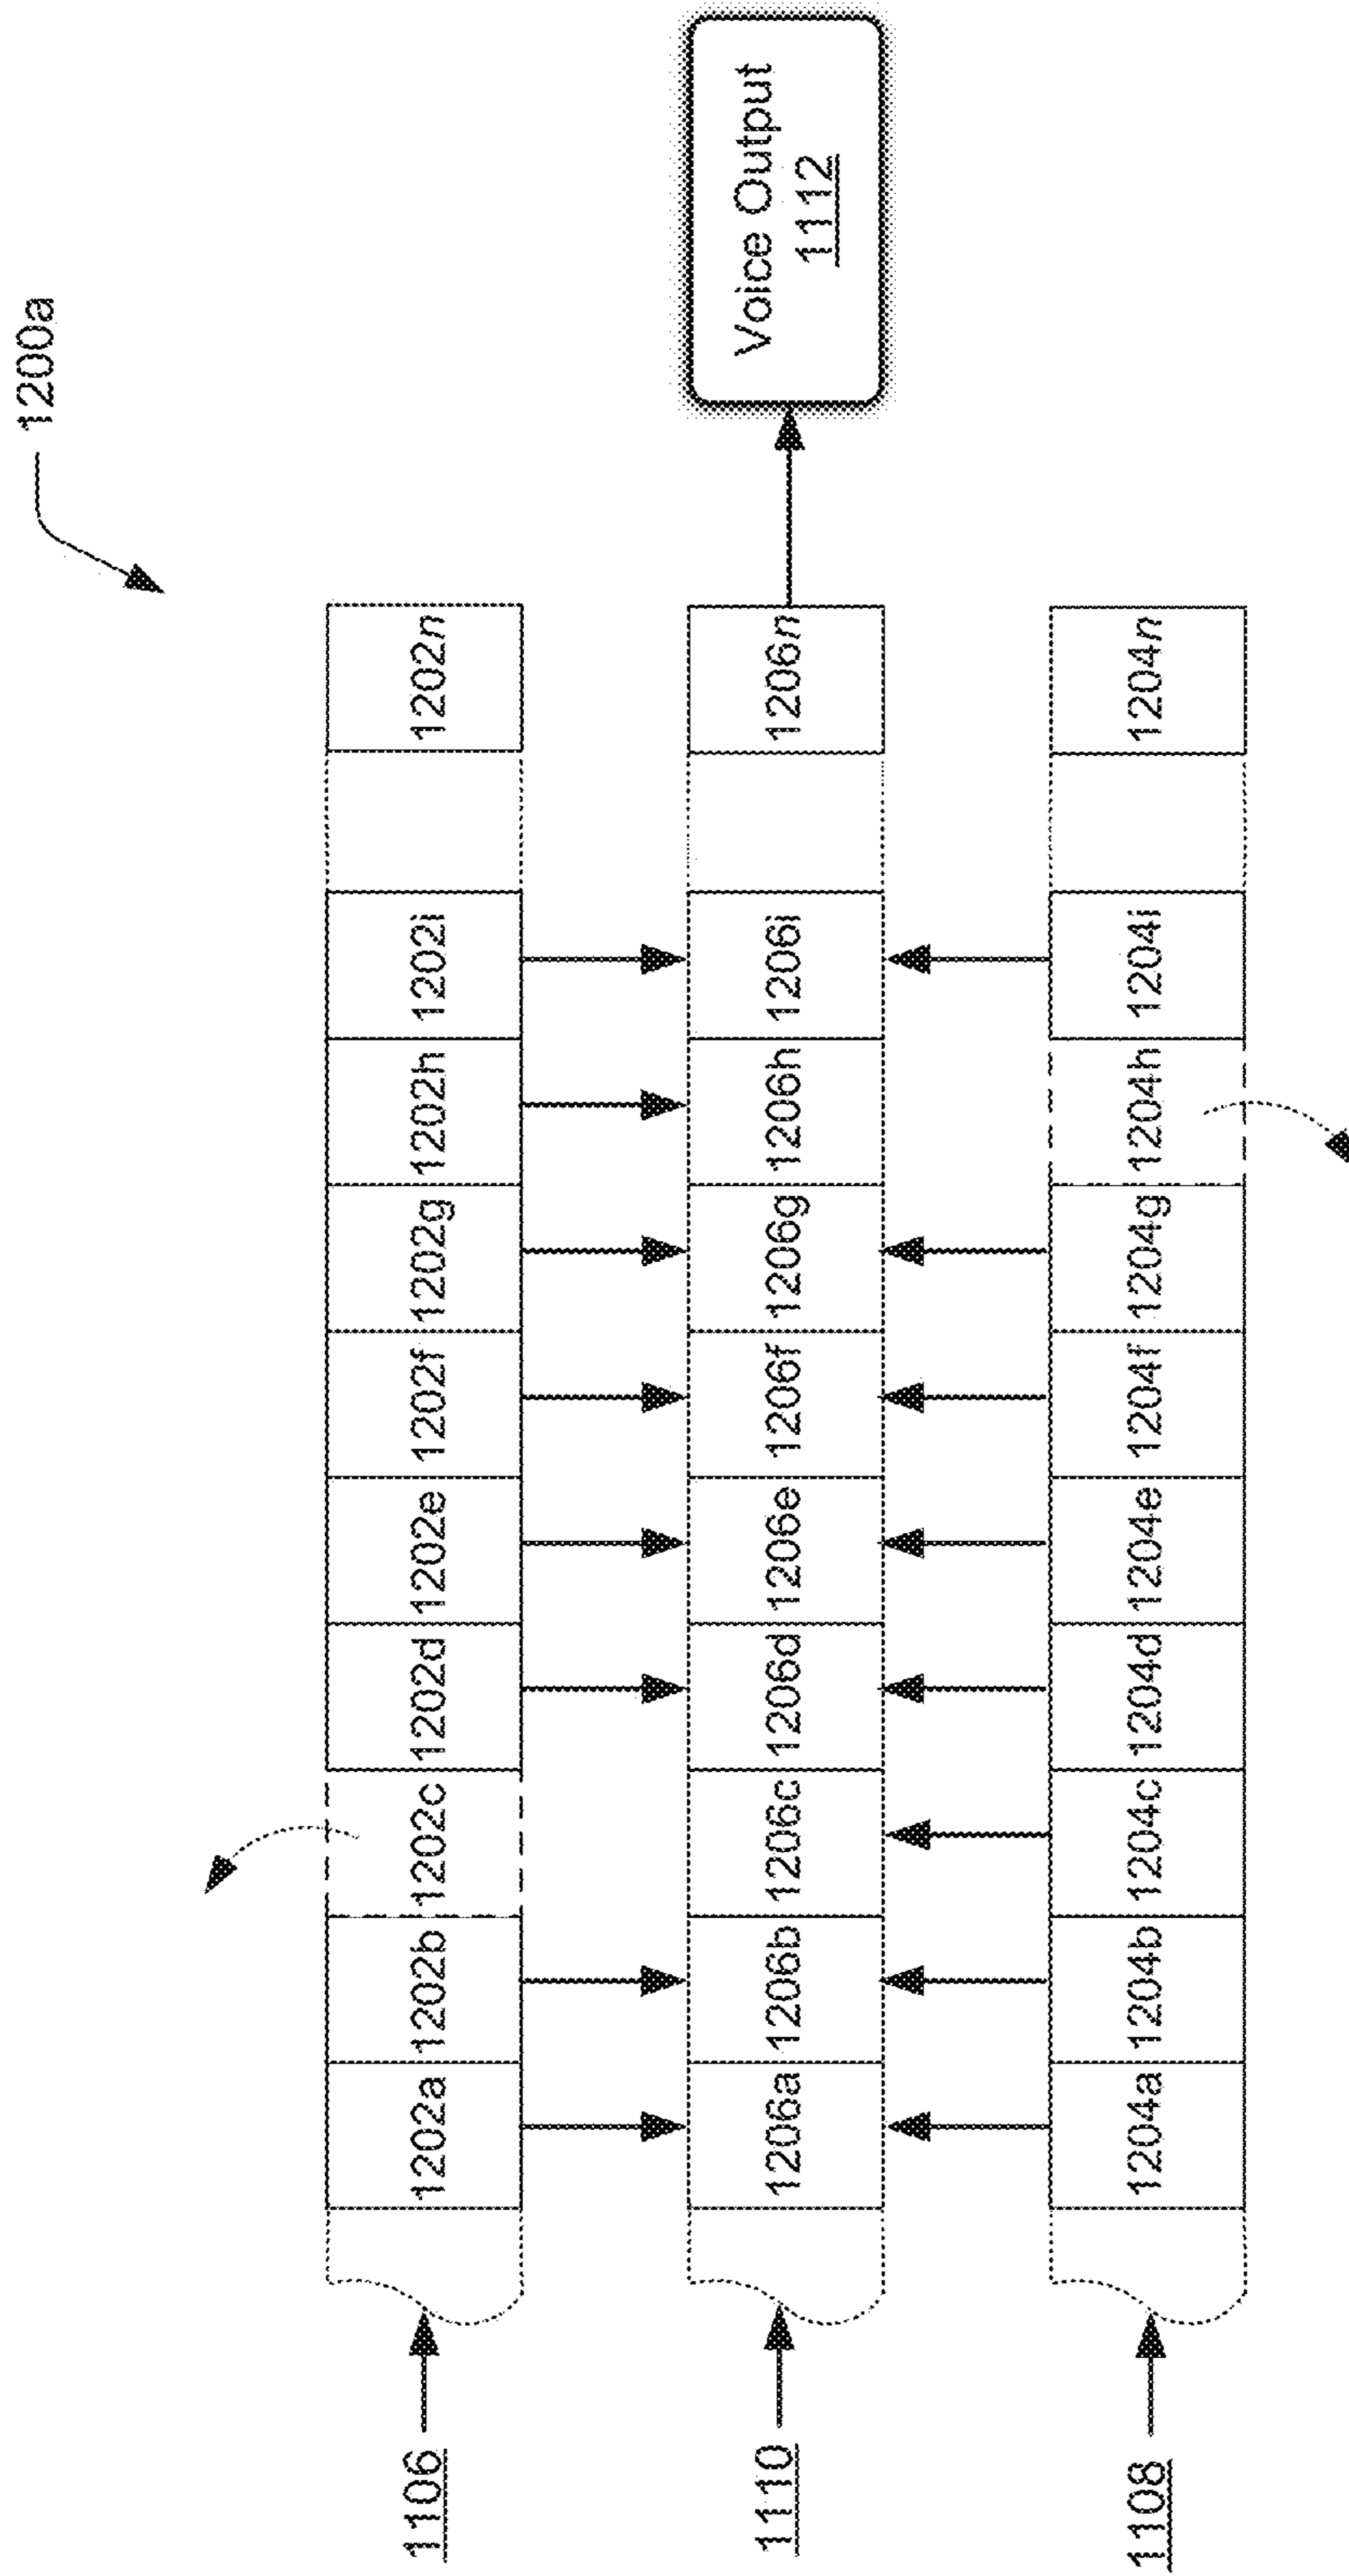 1200a
1106
1202a 1202b 1202c 1202d 1202e 1202f 1202g 1202h 1202i 1202n
1110
1206a 1206b 1206c 1206d 1206e 1206f 1206g 1206h 1206i 1206n
Voice Output
1112
1108
1204a 1204b 1204c 1204d 1204e 1204f 1204g 1204h 1204i 1204n